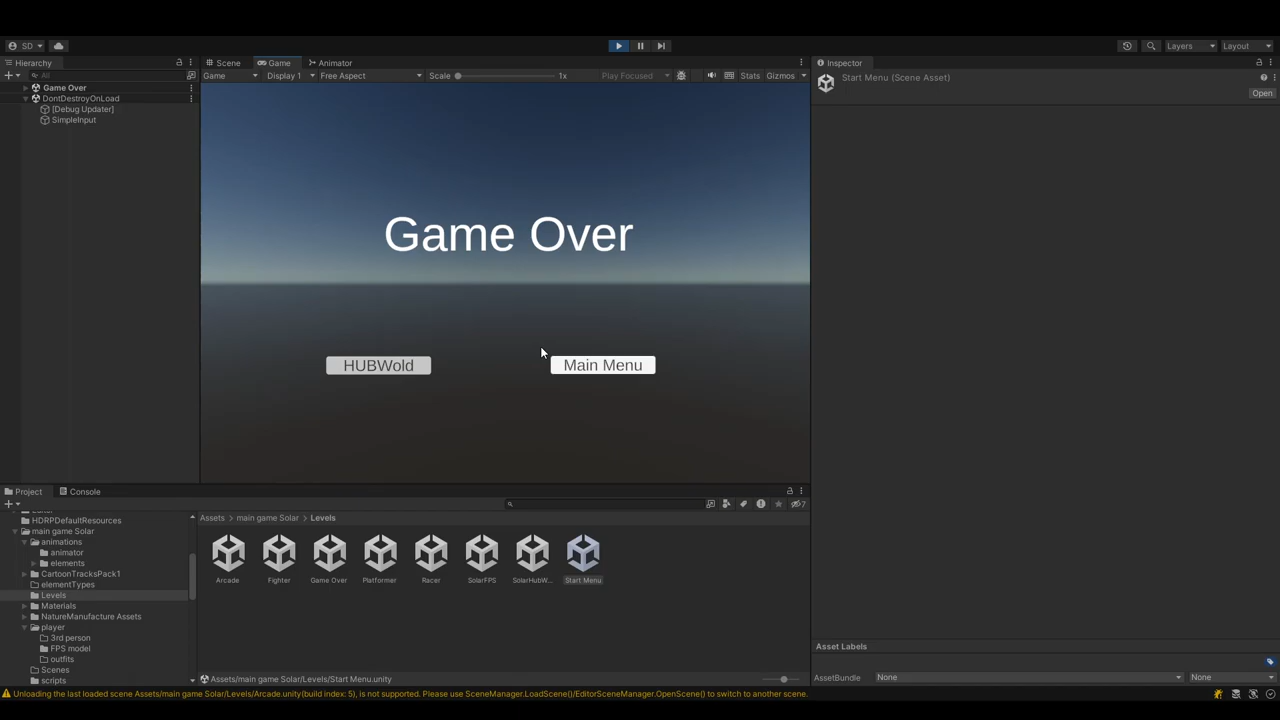 SD
Hierarchy
All
Game Over
DontDestroyOnLoad
[Debug Updater]
SimpleInput
Scene
Game
Animator
Game
Display 1
Free Aspect
Scale
1x
Play Focused
Stats
Gizmos
Layers
Layout
Game Over
HUBWold
Main Menu
Inspector
Start Menu (Scene Asset)
Open
Project
Console
HDRPDefaultResources
main game Solar
animations
animator
elements
CartoonTracksPack1
elementTypes
Levels
Materials
NatureManufacture Assets
player
3rd person
FPS model
outfits
Scenes
scripts
7
Assets
main game Solar
Levels
Arcade
Fighter
Game Over
Platformer
Racer
SolarFPS
SolarHubW...
Start Menu
Assets/main game Solar/Levels/Start Menu.unity
Asset Labels
AssetBundle
None
None
Unloading the last loaded scene Assets/main game Solar/Levels/Arcade.unity(build index: 5), is not supported. Please use SceneManager.LoadScene()/EditorSceneManager.OpenScene() to switch to another scene.